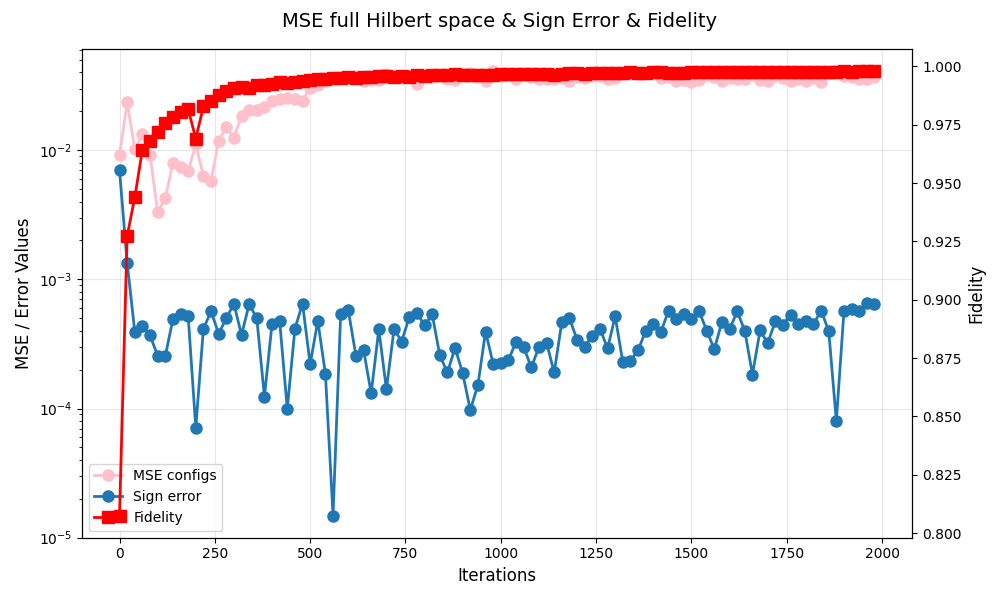 MSE full Hilbert space & Sign Error & Fidelity
MSE / Error Values
10⁻²
10⁻³
10⁻⁴
10⁻⁵
1.000
0.975
0.950
0.925
0.900
0.875
0.850
0.825
0.800
Fidelity
MSE configs
Sign error
Fidelity
0 250 500 750 1000 1250 1500 1750 2000
Iterations